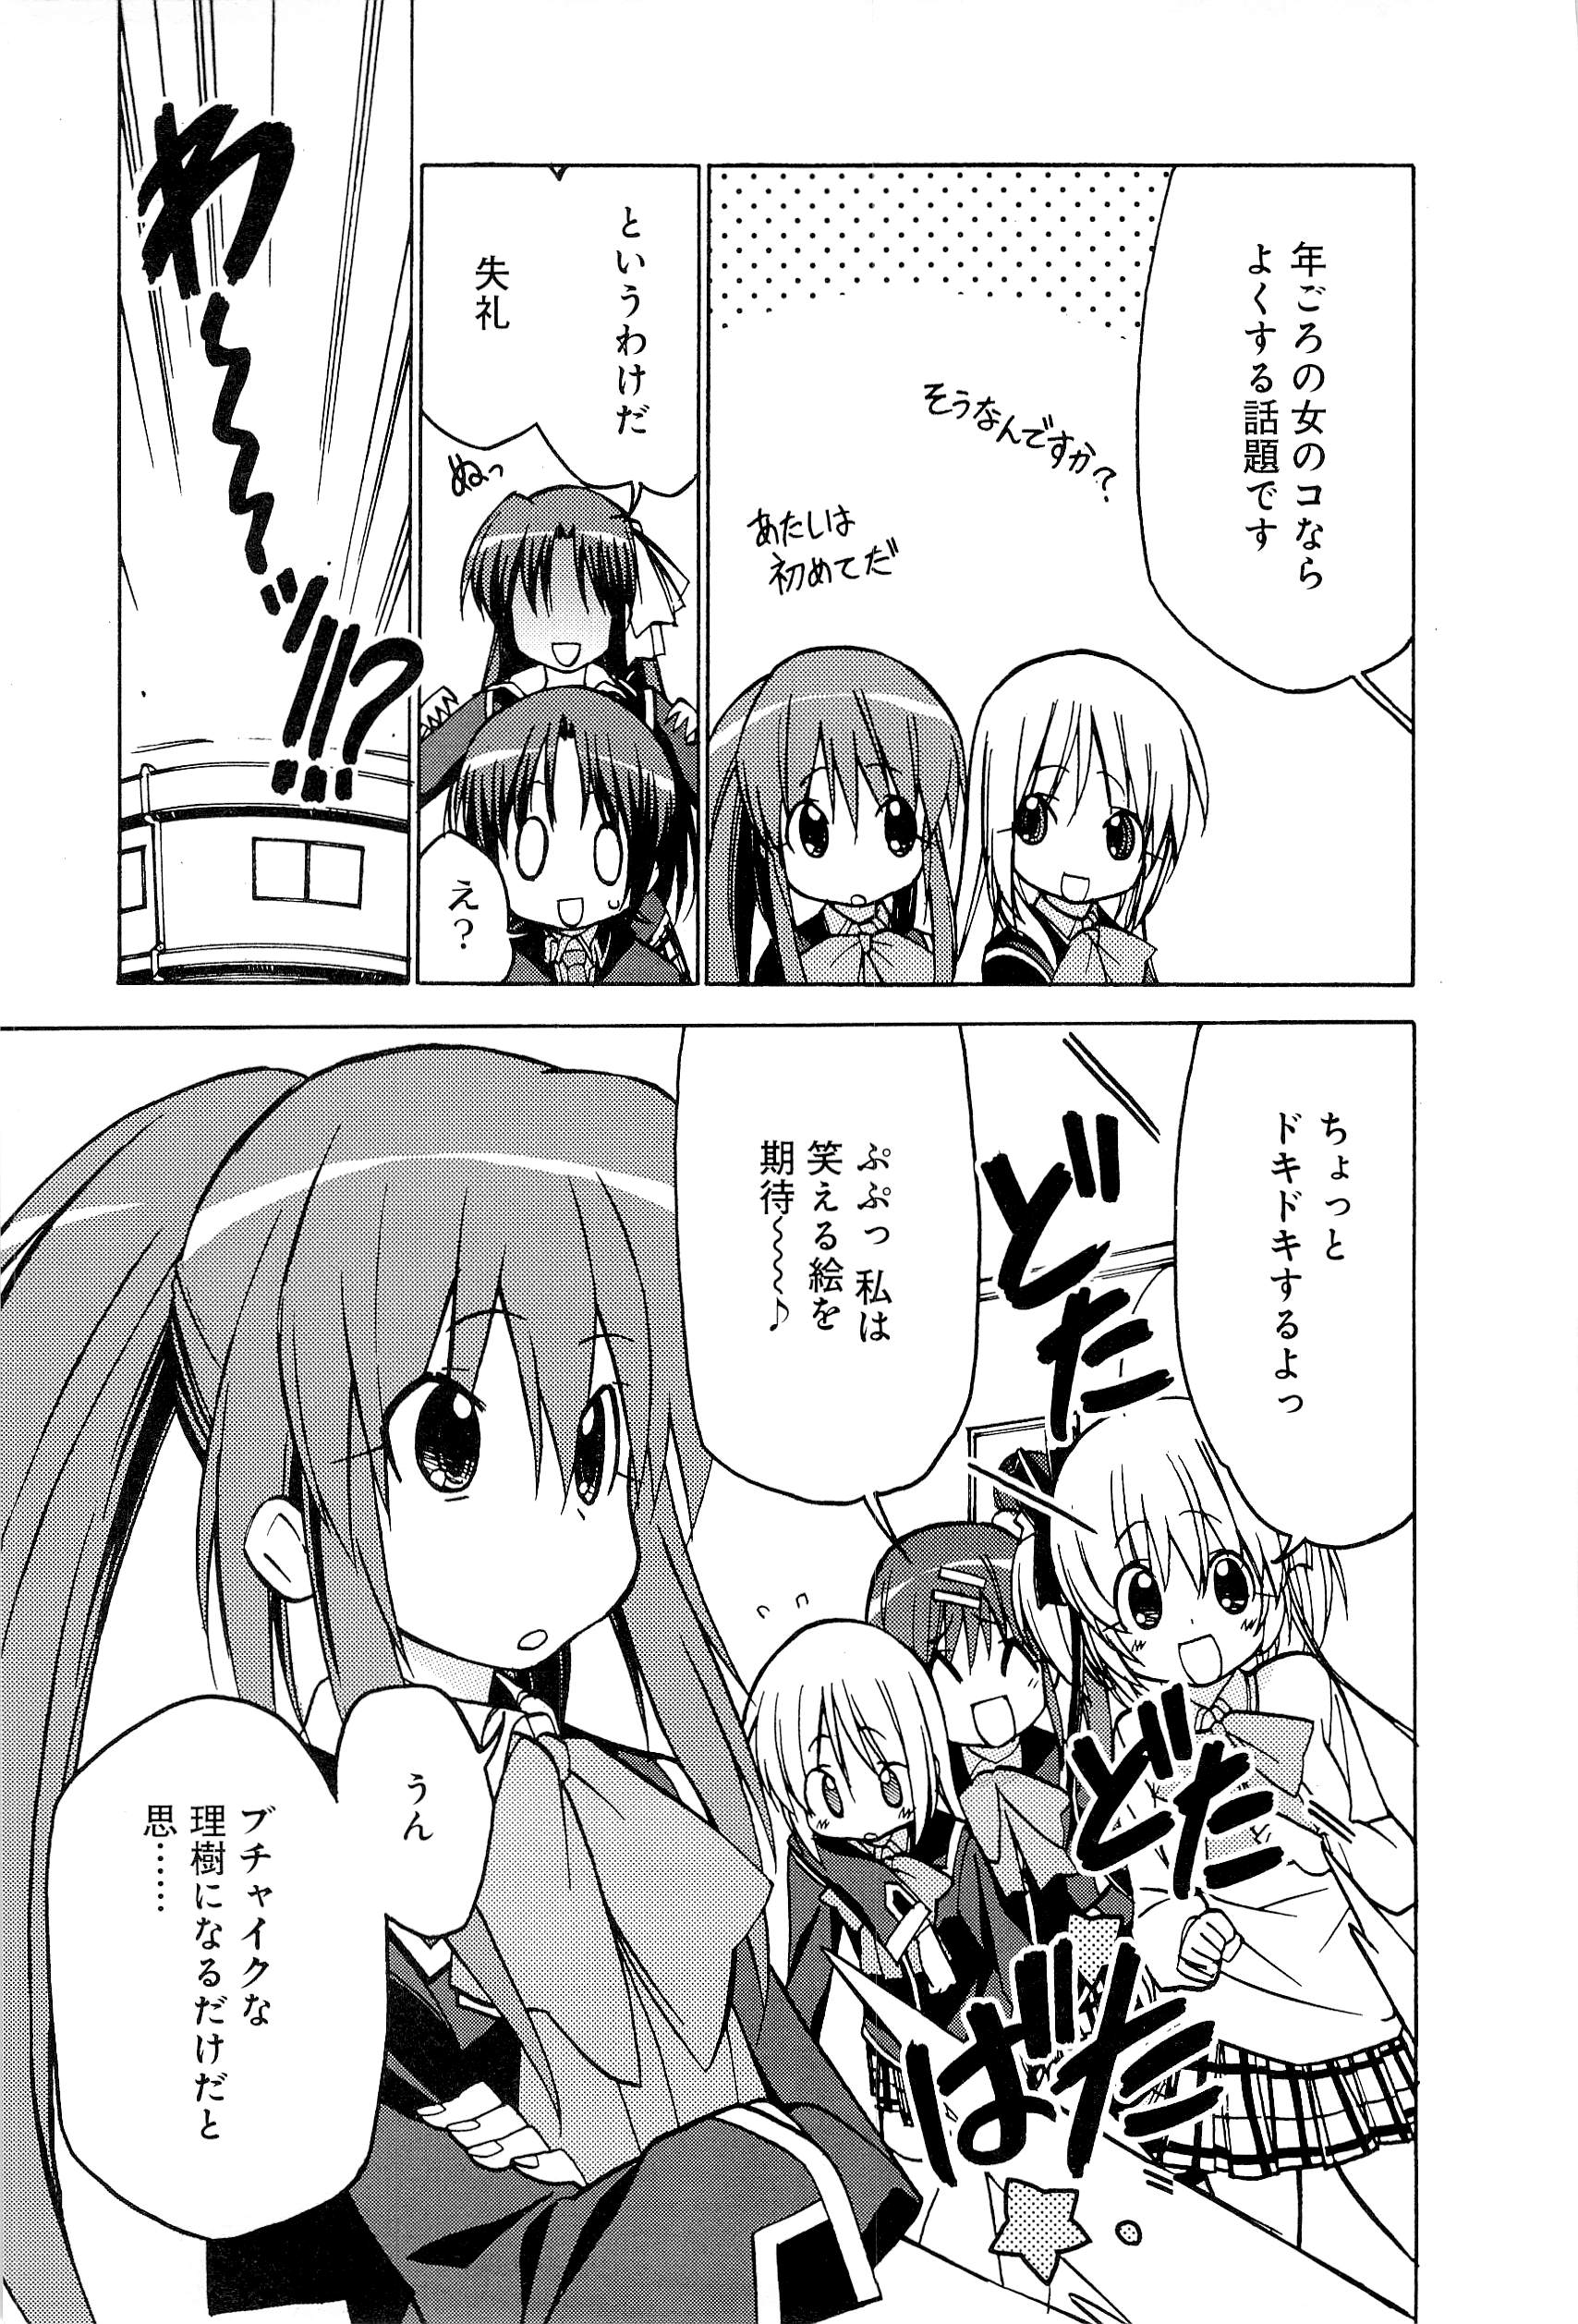 年ごろの女のコなら
よくする話題です
そうなんですか?
あたしは
初めてだ
というわけだ
失礼
ぬっ
え?
わ〜〜〜ッ!!!?
ちょっと
ドキドキするよっ
どた
ぷぷっ 私は
笑える絵を
期待〜〜〜♪
どた
ばた
うん
ブチャイクな
理樹になるだけだと
思……